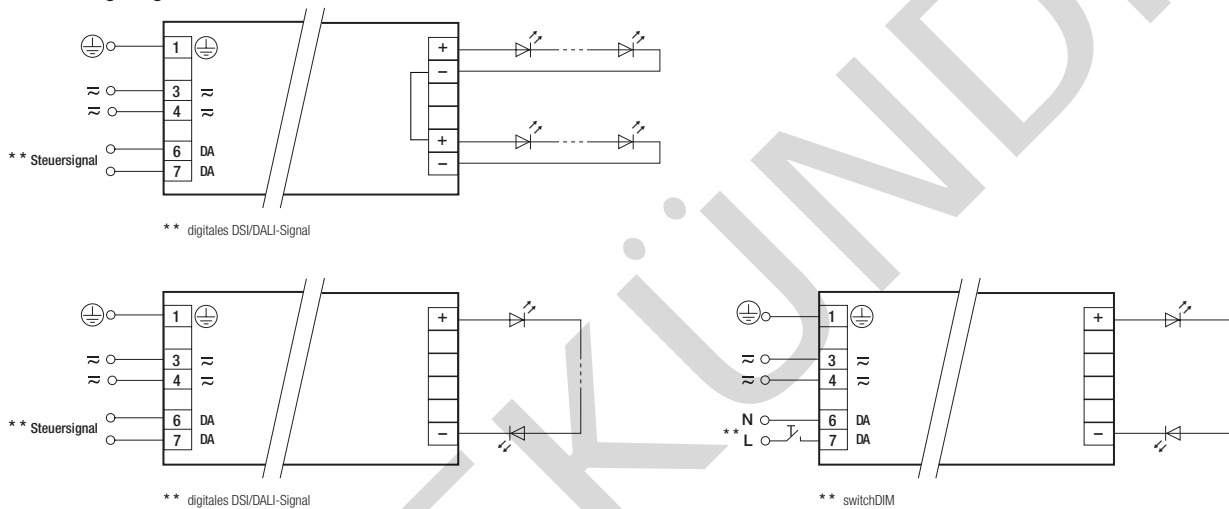 1
3
4
6 DA
7 DA
** Steuersignal
+
−
+
−
** digitales DSI/DALI-Signal
1
3
4
6 DA
7 DA
** Steuersignal
+
−
** digitales DSI/DALI-Signal
1
3
4
N 6 DA
** L 7 DA
+
−
** switchDIM
KÜND